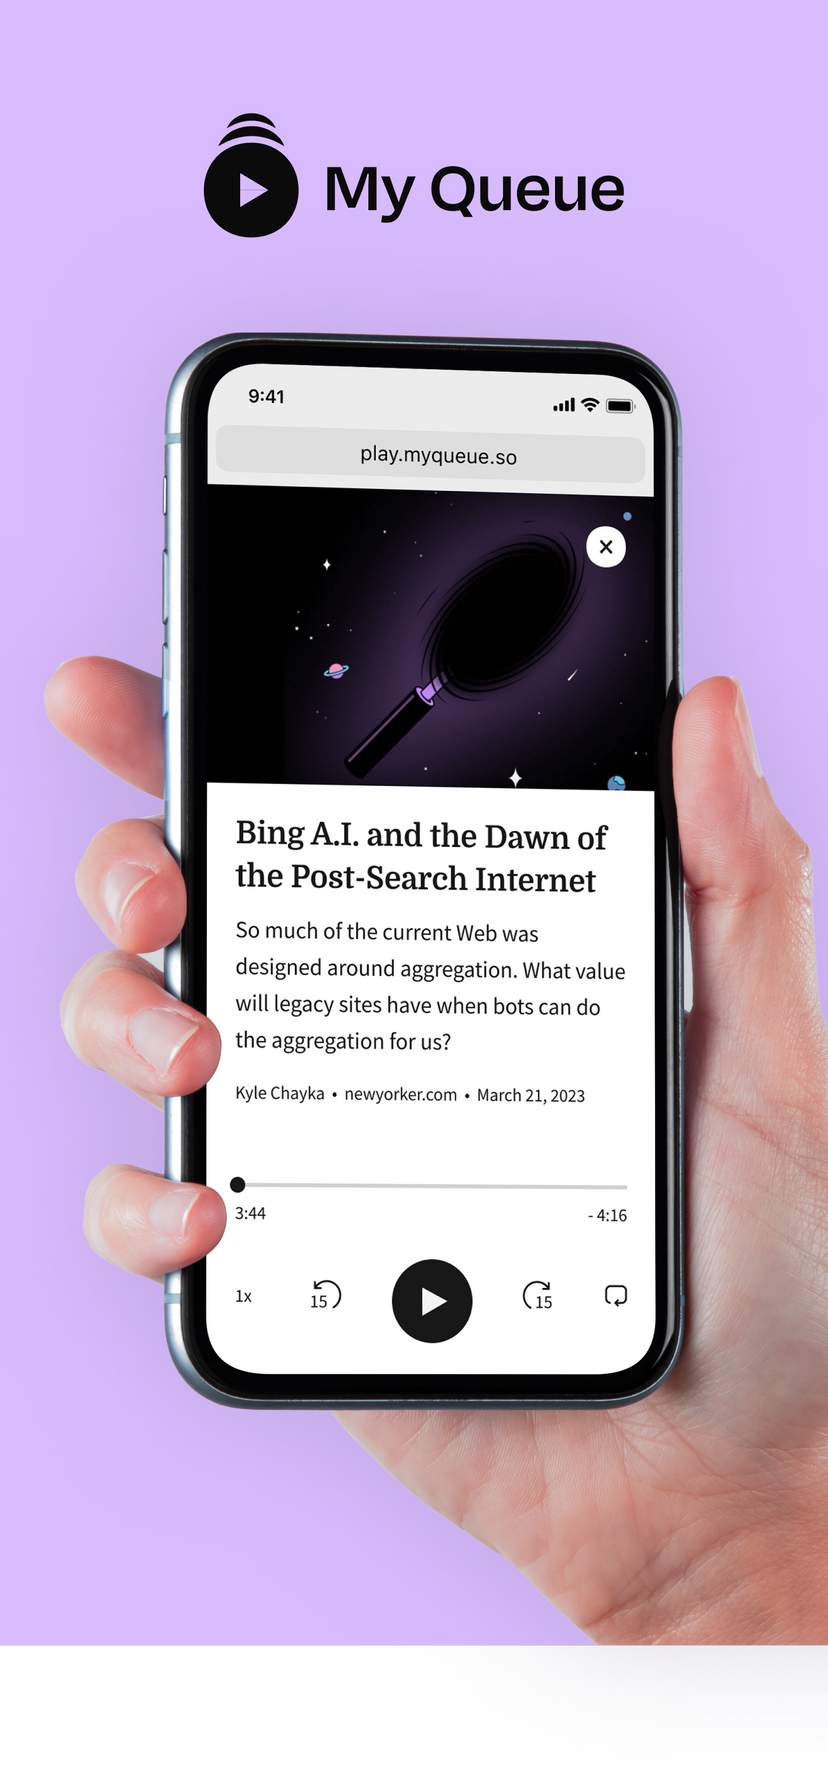 My Queue
9:41
play.myqueue.so
Bing A.I. and the Dawn of
the Post-Search Internet
So much of the current Web was
designed around aggregation. What value
will legacy sites have when bots can do
the aggregation for us?
Kyle Chayka • newyorker.com • March 21, 2023
3:44 - 4:16
1x 15 15